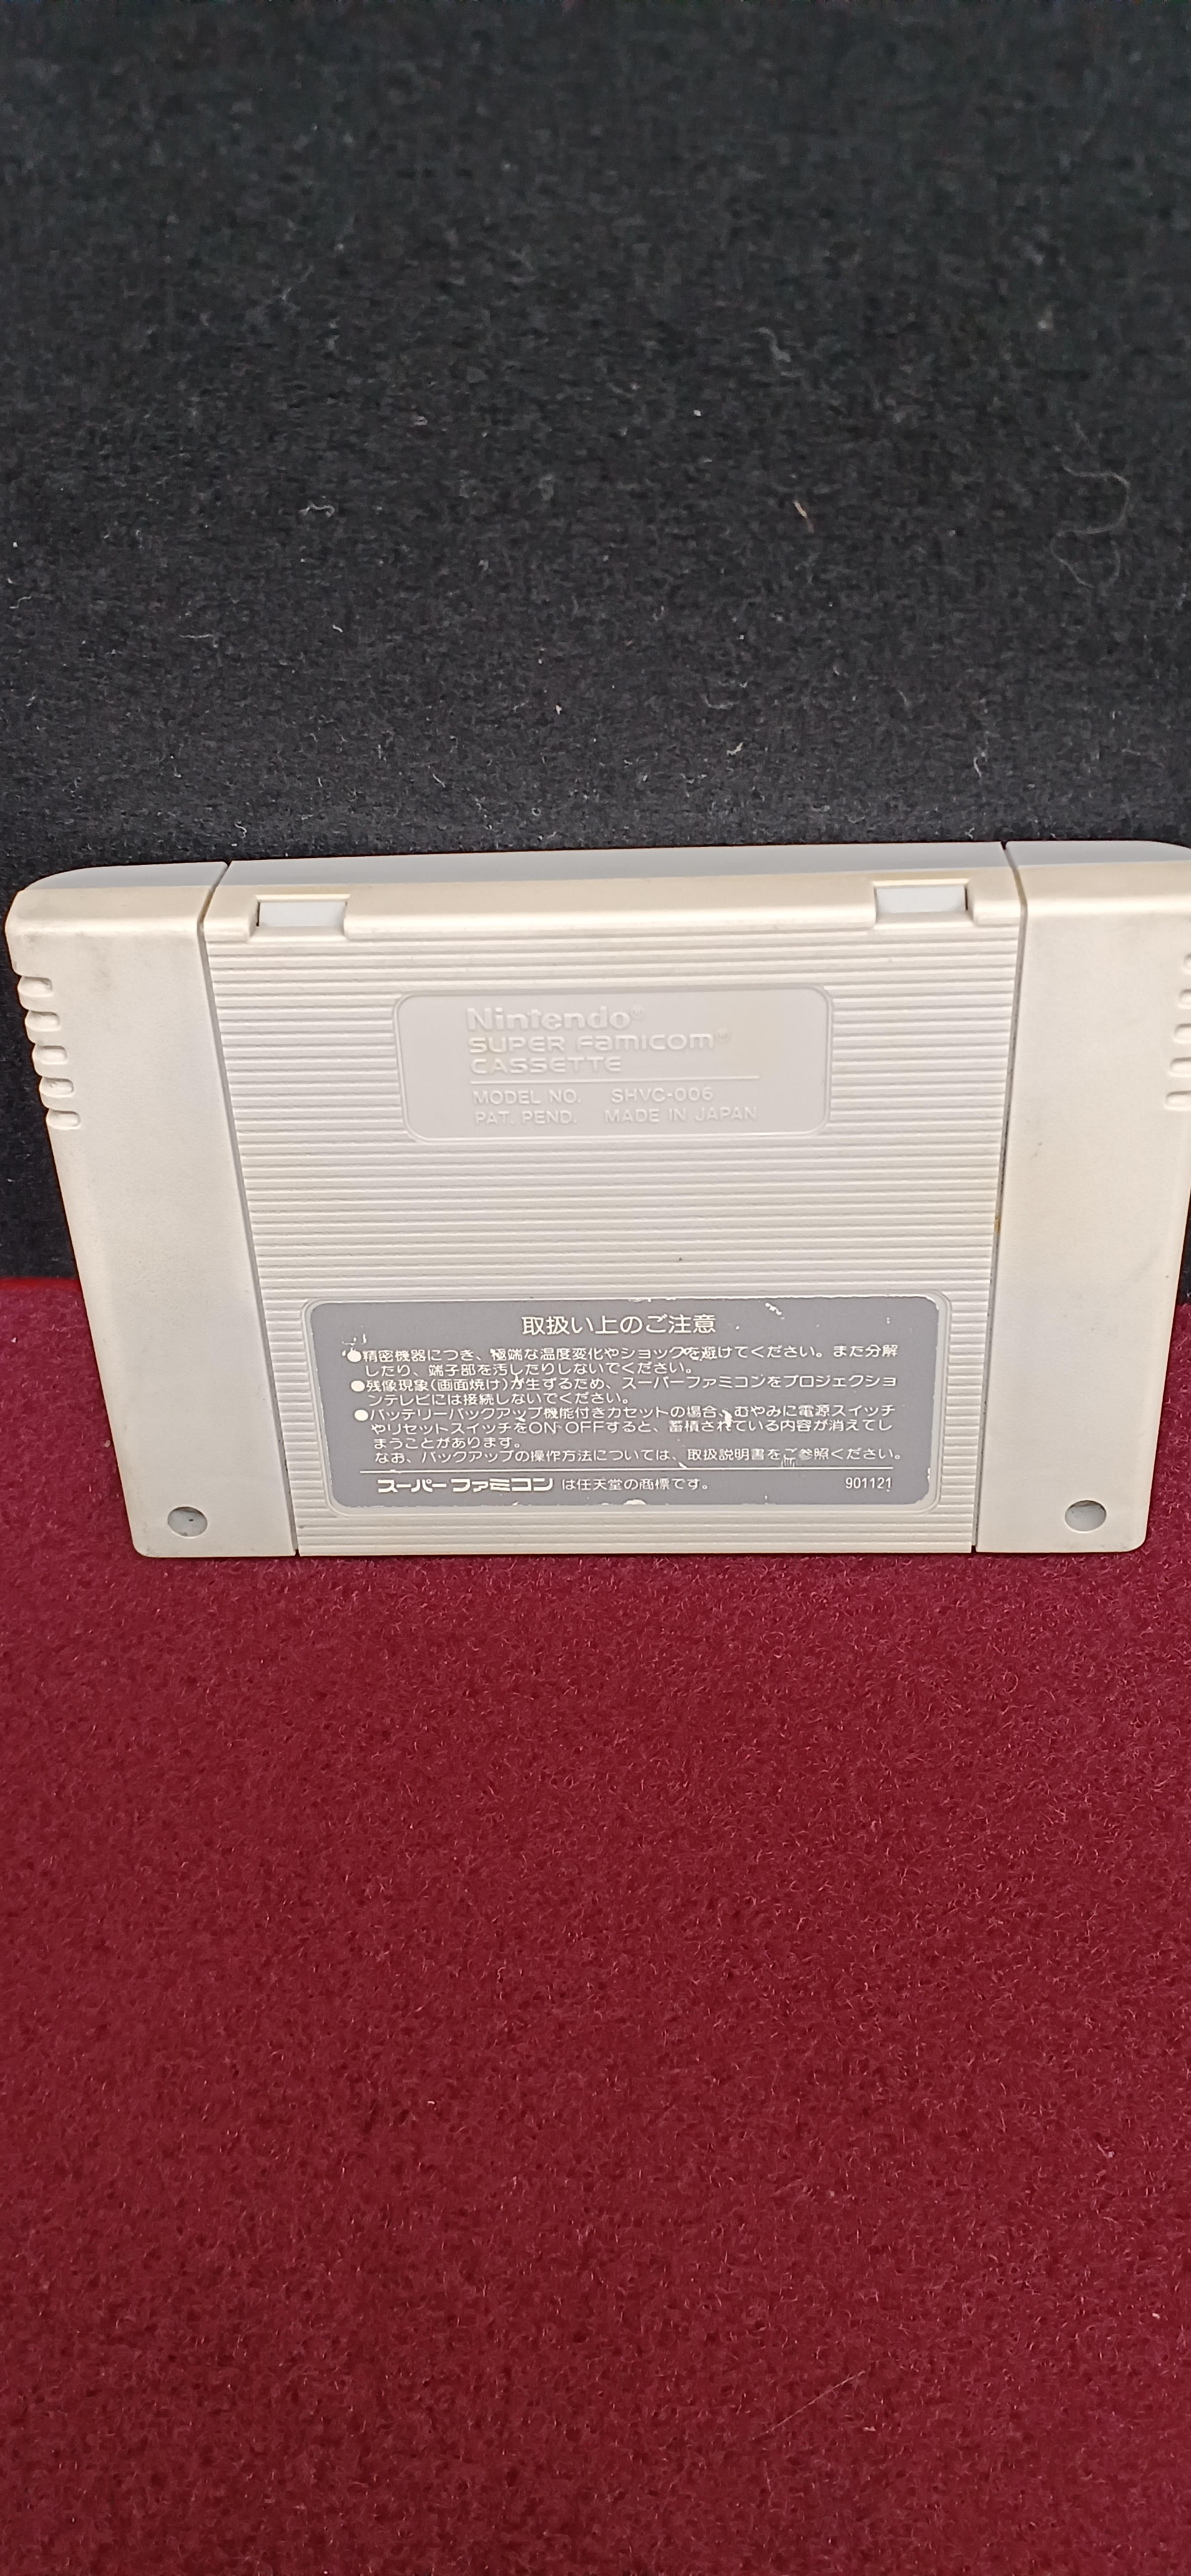 Nintendo®
SUPER Famicom®
CASSETTE
MODEL NO. SHVC-006
PAT. PEND. MADE IN JAPAN
取扱い上のご注意
●精密機器につき、極端な温度変化やショックを避けてください。また分解
したり、端子部を汚したりしないでください。
●残像現象(画面焼け)が生ずるため、スーパーファミコンをプロジェクショ
ンテレビには接続しないでください。
●バッテリーバックアップ機能付きカセットの場合、むやみに電源スイッチ
やリセットスイッチをON OFFすると、蓄積されている内容が消えてし
まうことがあります。
なお、バックアップの操作方法については、取扱説明書をご参照ください。
スーパーファミコン は任天堂の商標です。 901121